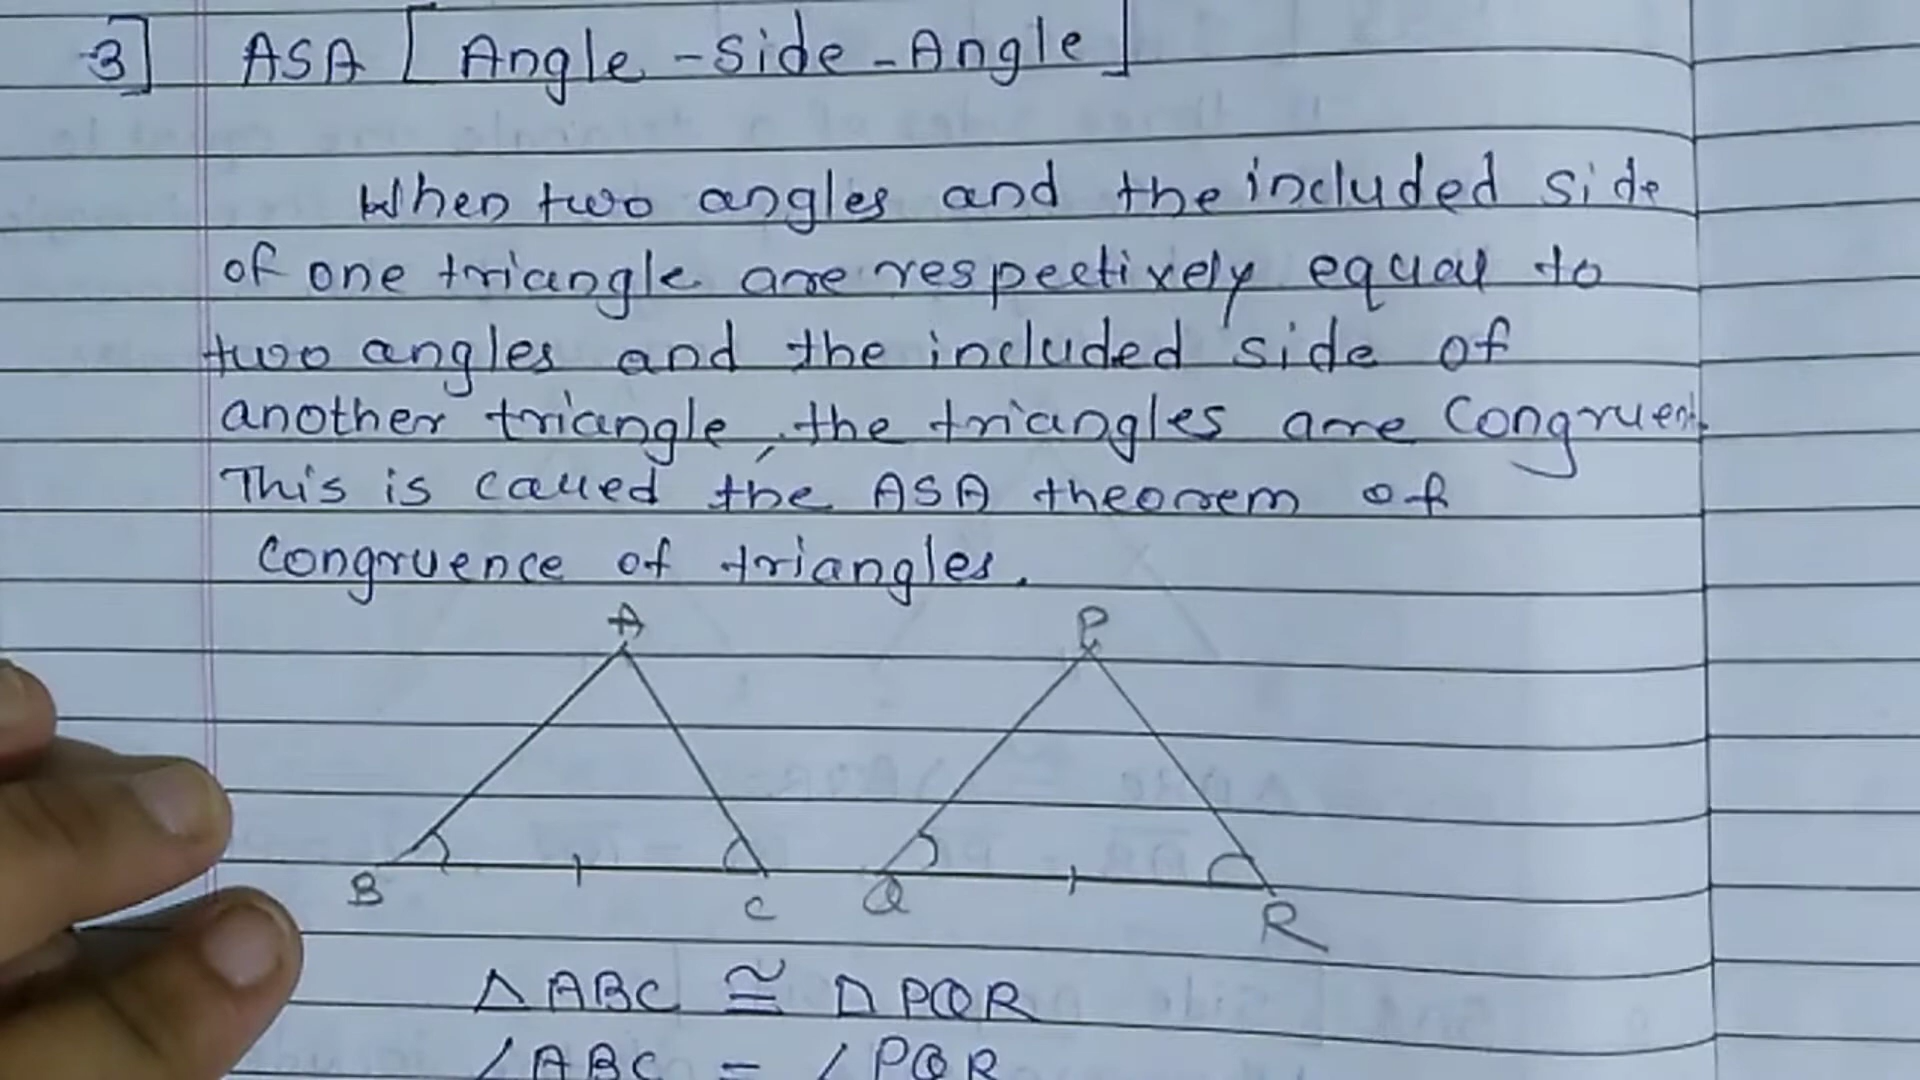 3] ASA [Angle-Side-Angle]
When two angles and the included side
of one triangle are respectively equal to
two angles and the included side of
another triangle, the triangles are congruent.
This is called the ASA theorem of
congruence of triangles.
A P
B C Q R
△ABC ≅ △PQR
∠ABC = ∠PQR